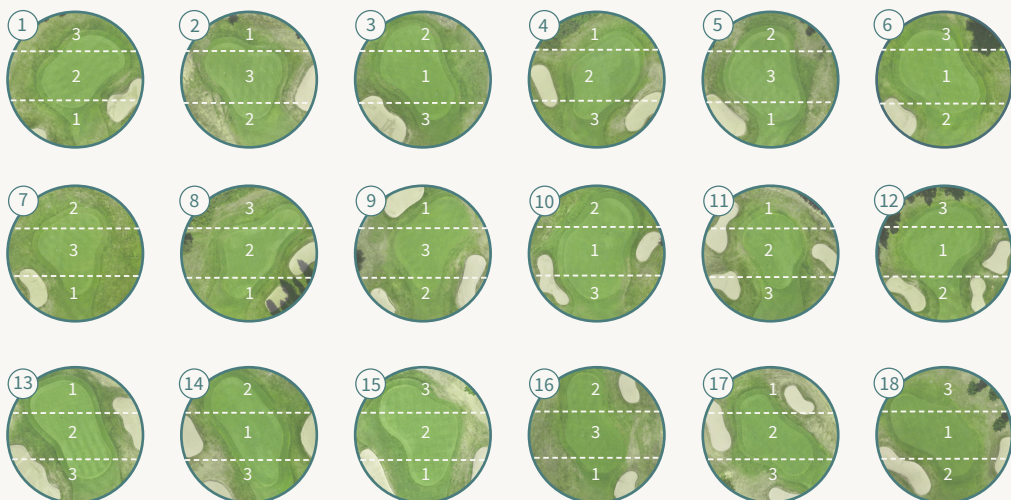 1 3 2 1
2 1 3 2
3 2 1 3
4 1 2 3
5 2 3 1
6 3 1 2
7 2 3 1
8 3 2 1
9 1 3 2
10 2 1 3
11 1 2 3
12 3 1 2
13 1 2 3
14 2 1 3
15 3 2 1
16 2 3 1
17 1 2 3
18 3 1 2